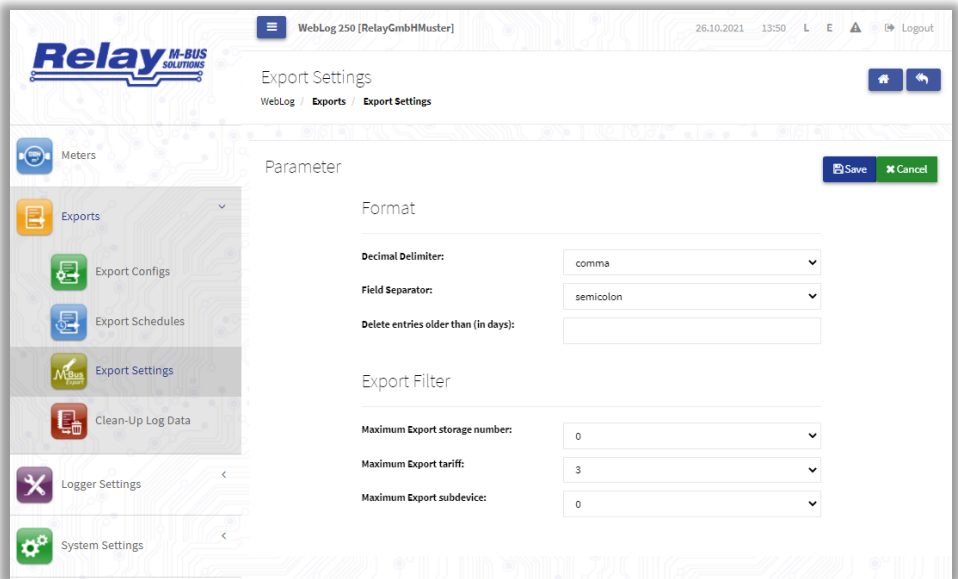 WebLog 250 [RelayGmbHMuster]
26.10.2021 13:50 L E Logout
Relay M-BUS SOLUTIONS
Export Settings
WebLog / Exports / Export Settings
Meters
Exports
Export Configs
Export Schedules
M-Bus Export
Export Settings
Clean-Up Log Data
Logger Settings
System Settings
Parameter
Save
Cancel
Format
Decimal Delimiter: comma
Field Separator: semicolon
Delete entries older than (in days):
Export Filter
Maximum Export storage number: 0
Maximum Export tariff: 3
Maximum Export subdevice: 0